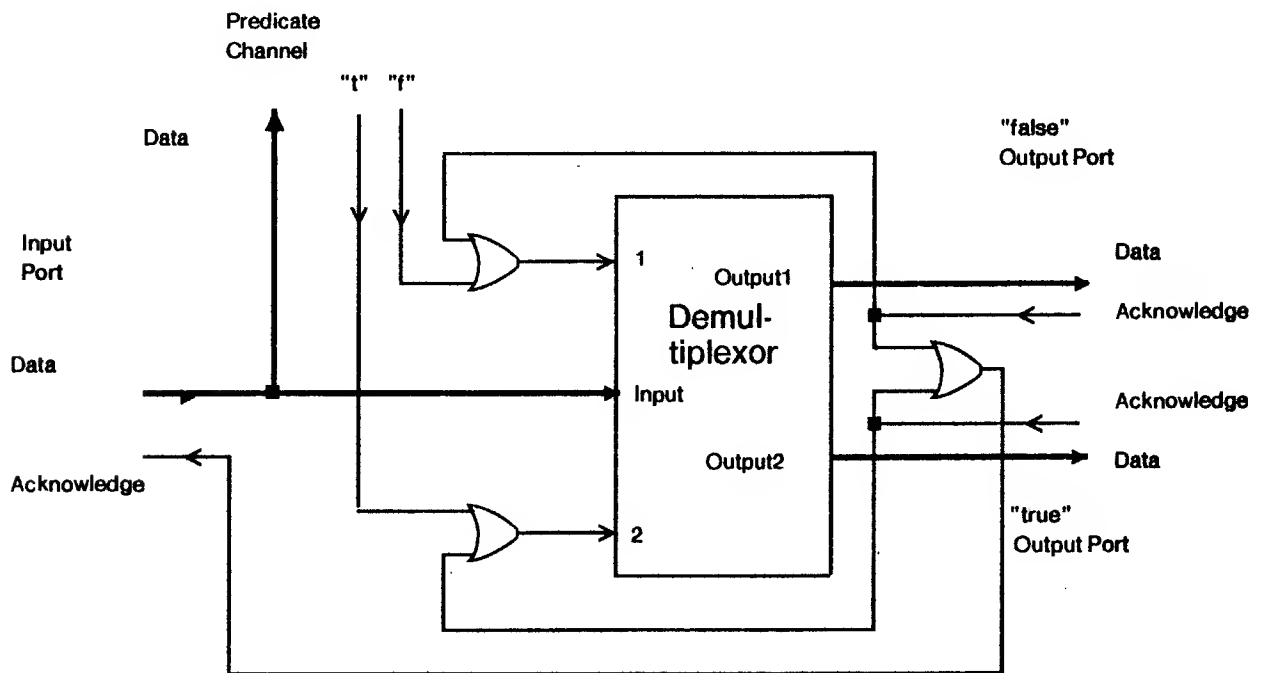 Predicate
Channel
"t" "f"
Data
"false"
Output Port
Input
Port
1
Data
Output1
Demul-
tiplexor
Acknowledge
Data
Input
Acknowledge
Output2
Data
Acknowledge
2
"true"
Output Port